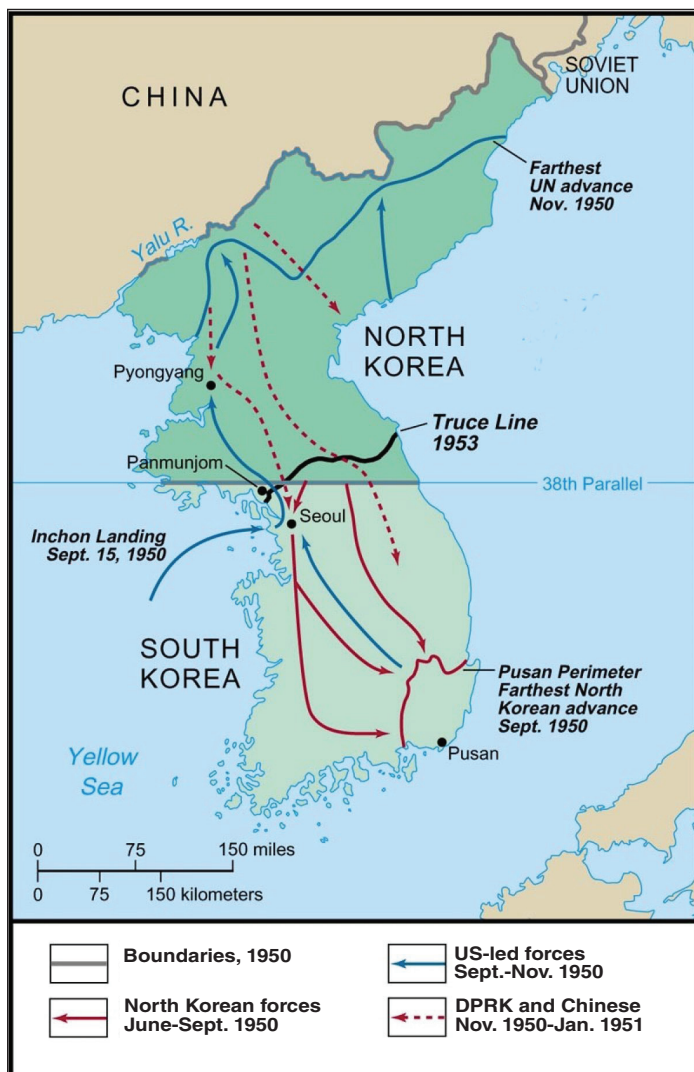 CHINA
SOVIET
UNION
Farthest
UN advance
Nov. 1950
Yalu R.
NORTH
KOREA
Pyongyang
Truce Line
1953
Panmunjom
38th Parallel
Seoul
Inchon Landing
Sept. 15, 1950
SOUTH
KOREA
Pusan Perimeter
Farthest North
Korean advance
Sept. 1950
Pusan
Yellow
Sea
0 75 150 miles
0 75 150 kilometers
Boundaries, 1950
US-led forces
Sept.-Nov. 1950
North Korean forces
June-Sept. 1950
DPRK and Chinese
Nov. 1950-Jan. 1951